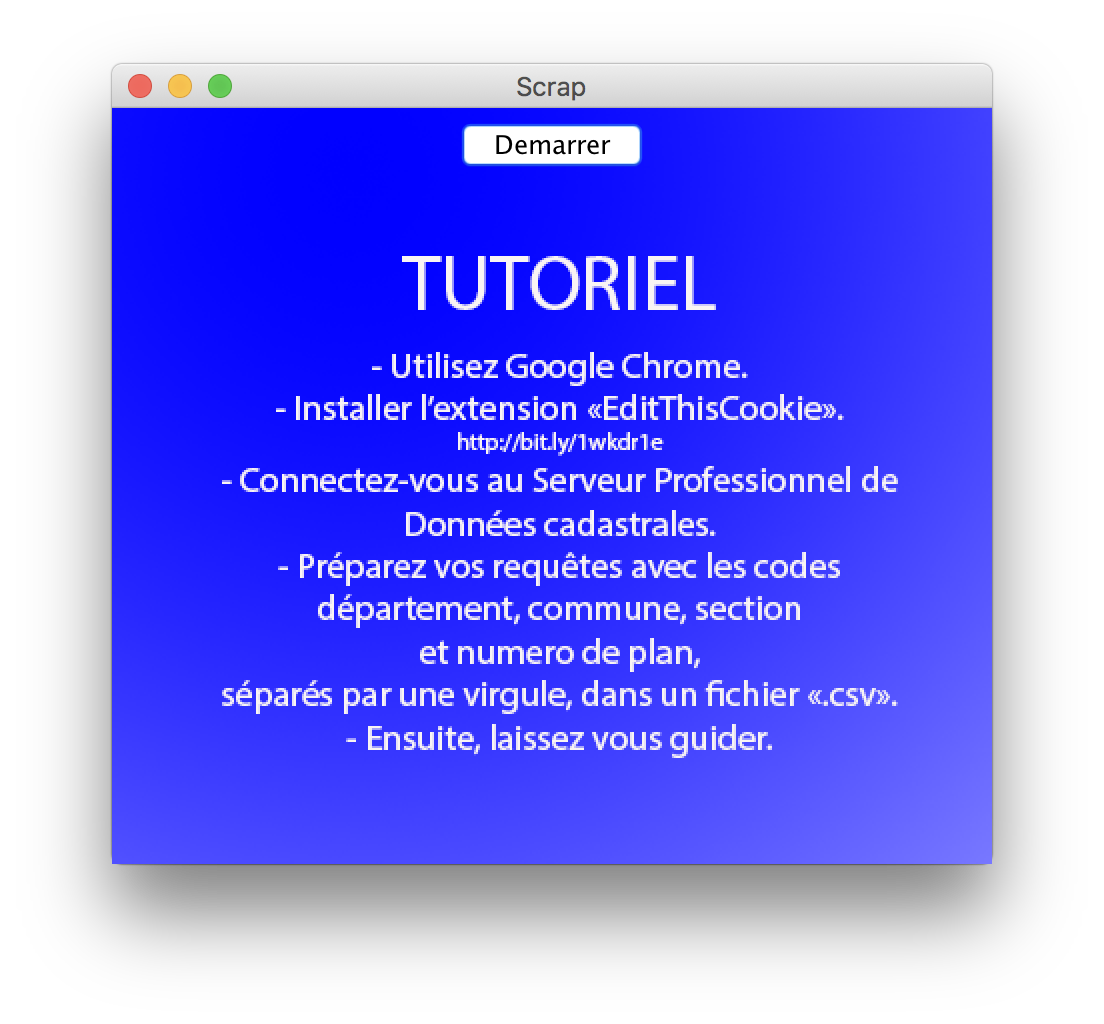 Scrap
Demarrer
TUTORIEL
- Utilisez Google Chrome.
- Installer l’extension «EditThisCookie».
http://bit.ly/1wkdr1e
- Connectez-vous au Serveur Professionnel de
Données cadastrales.
- Préparez vos requêtes avec les codes
département, commune, section
et numero de plan,
séparés par une virgule, dans un fichier «.csv».
- Ensuite, laissez vous guider.